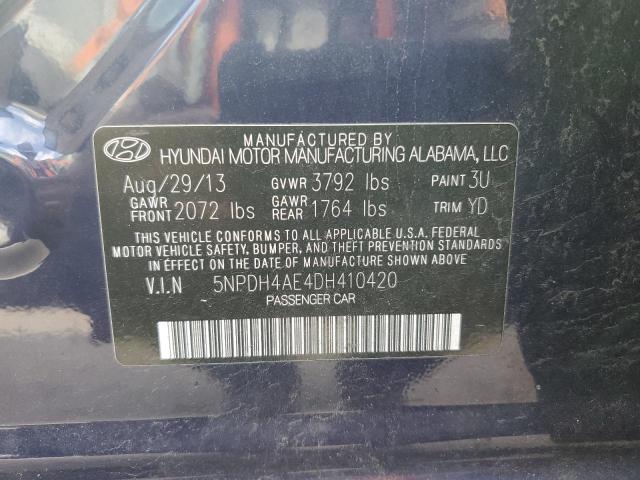 MANUFACTURED BY
HYUNDAI MOTOR MANUFACTURING ALABAMA, LLC
Aug/29/13 GVWR 3792 lbs PAINT 3U
GAWR FRONT 2072 lbs GAWR REAR 1764 lbs TRIM YD
THIS VEHICLE CONFORMS TO ALL APPLICABLE U.S.A. FEDERAL
MOTOR VEHICLE SAFETY, BUMPER, AND THEFT PREVENTION STANDARDS
IN EFFECT ON THE DATE OF MANUFACTURE SHOWN ABOVE
V.I.N 5NPDH4AE4DH410420
PASSENGER CAR